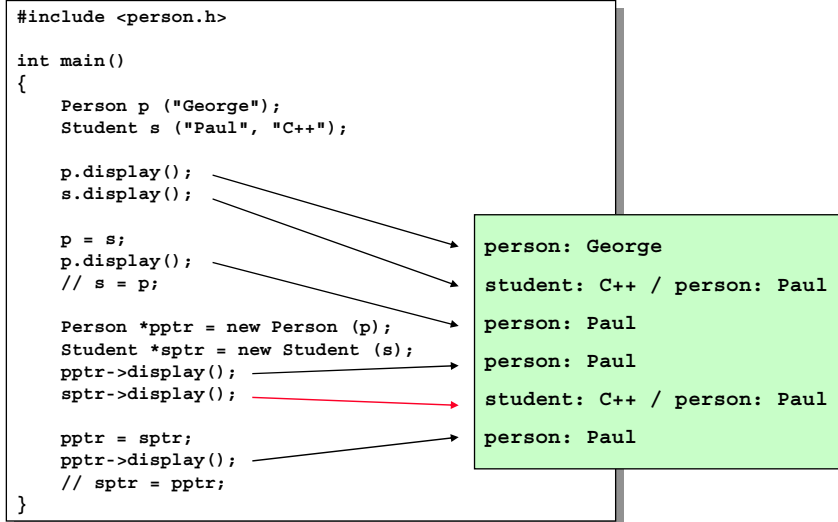 #include <person.h>
int main()
{
Person p ("George");
Student s ("Paul", "C++");
p.display();
s.display();
p = s;
p.display();
// s = p;
Person *pptr = new Person (p);
Student *sptr = new Student (s);
pptr->display();
sptr->display();
pptr = sptr;
pptr->display();
// sptr = pptr;
}
person: George
student: C++ / person: Paul
person: Paul
person: Paul
student: C++ / person: Paul
person: Paul